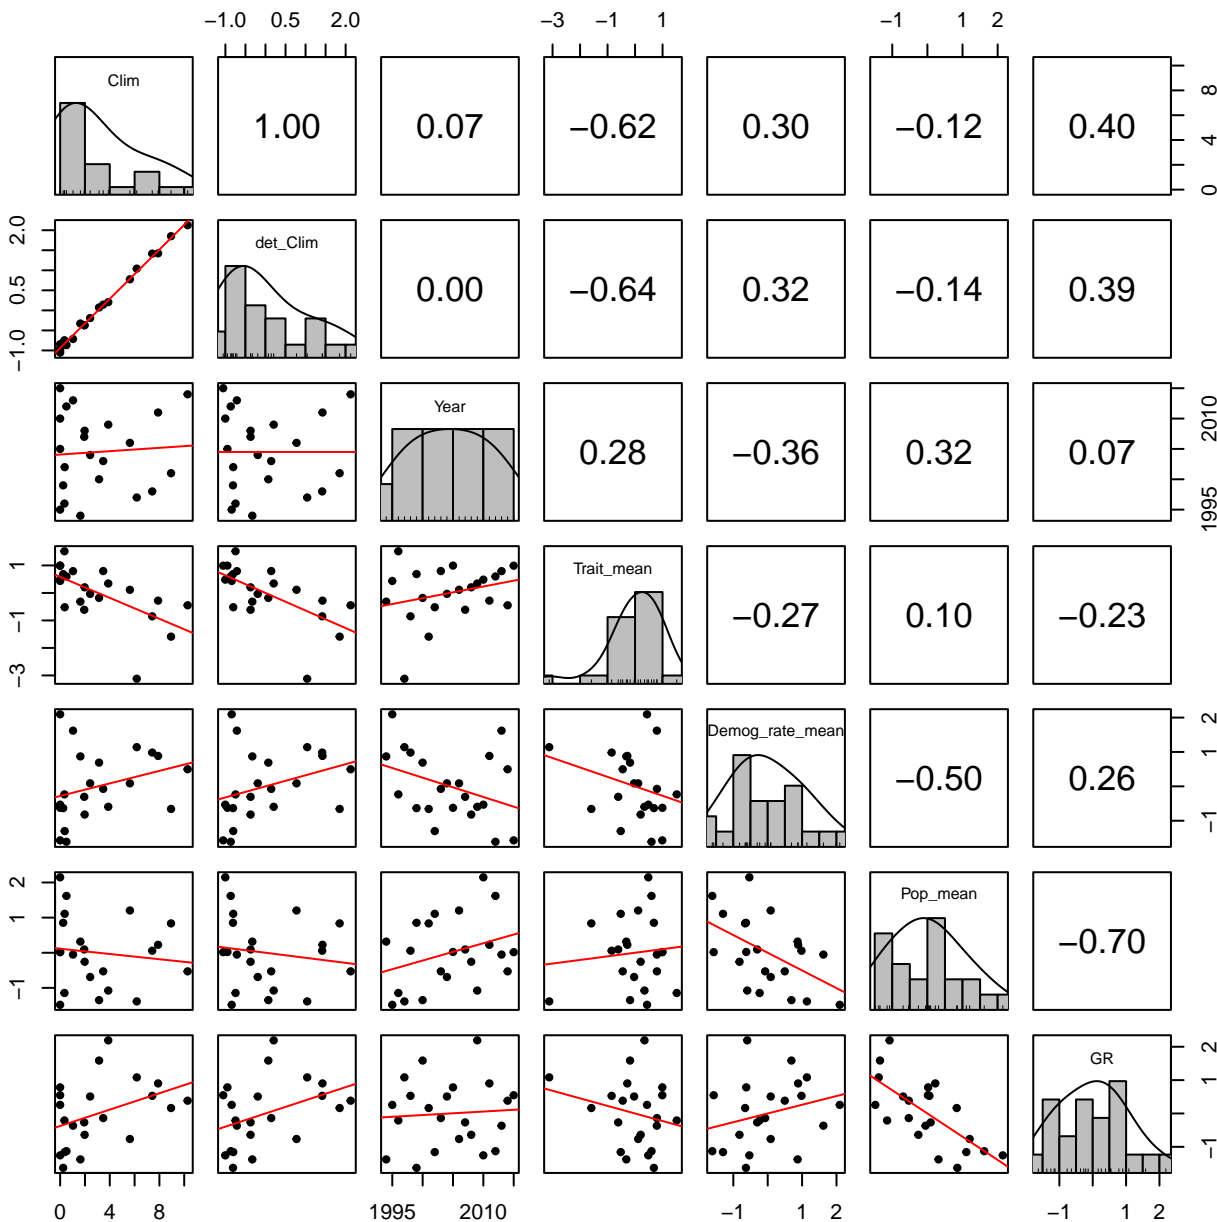 −1.0 0.5 2.0 −3 −1 1 −1 1 2
Clim 1.00 0.07 −0.62 0.30 −0.12 0.40 0 4 8
−1.0 0.5 2.0 det_Clim 0.00 −0.64 0.32 −0.14 0.39
Year 0.28 −0.36 0.32 0.07 1995 2010
−3 −1 1 Trait_mean −0.27 0.10 −0.23
Demog_rate_mean −0.50 0.26 −1 1 2
−1 1 2 Pop_mean −0.70
GR −1 1 2
0 4 8 1995 2010 −1 1 2 −1 1 2